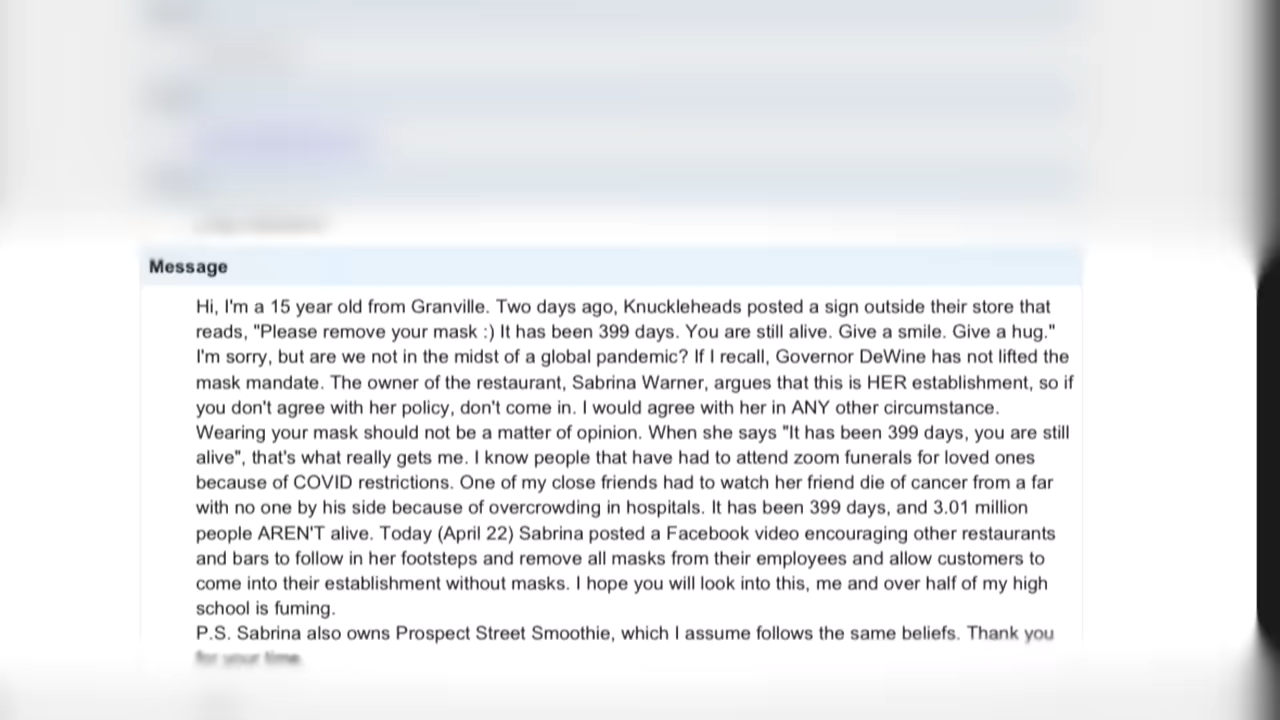 Message
Hi, I'm a 15 year old from Granville. Two days ago, Knuckleheads posted a sign outside their store that
reads, "Please remove your mask :) It has been 399 days. You are still alive. Give a smile. Give a hug."
I'm sorry, but are we not in the midst of a global pandemic? If I recall, Governor DeWine has not lifted the
mask mandate. The owner of the restaurant, Sabrina Warner, argues that this is HER establishment, so if
you don't agree with her policy, don't come in. I would agree with her in ANY other circumstance.
Wearing your mask should not be a matter of opinion. When she says "It has been 399 days, you are still
alive", that's what really gets me. I know people that have had to attend zoom funerals for loved ones
because of COVID restrictions. One of my close friends had to watch her friend die of cancer from a far
with no one by his side because of overcrowding in hospitals. It has been 399 days, and 3.01 million
people AREN'T alive. Today (April 22) Sabrina posted a Facebook video encouraging other restaurants
and bars to follow in her footsteps and remove all masks from their employees and allow customers to
come into their establishment without masks. I hope you will look into this, me and over half of my high
school is fuming.
P.S. Sabrina also owns Prospect Street Smoothie, which I assume follows the same beliefs. Thank you
for your time.